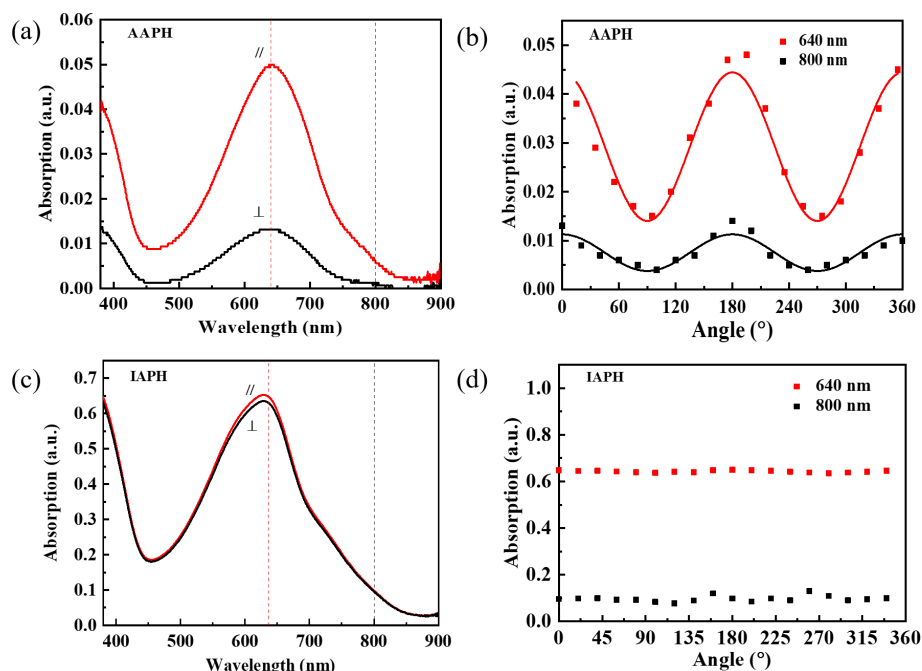 (a)
AAPH
//
⊥
0.06
0.05
0.04
0.03
0.02
0.01
0.00
400 500 600 700 800 900
Absorption (a.u.)
Wavelength (nm)
(b)
AAPH
640 nm
800 nm
0.05
0.04
0.03
0.02
0.01
0.00
0 60 120 180 240 300 360
Absorption (a.u.)
Angle (°)
(c)
IAPH
//
⊥
0.7
0.6
0.5
0.4
0.3
0.2
0.1
0.0
400 500 600 700 800 900
Absorption (a.u.)
Wavelength (nm)
(d)
IAPH
640 nm
800 nm
1.0
0.8
0.6
0.4
0.2
0.0
0 45 90 135 180 225 270 315 360
Absorption (a.u.)
Angle (°)